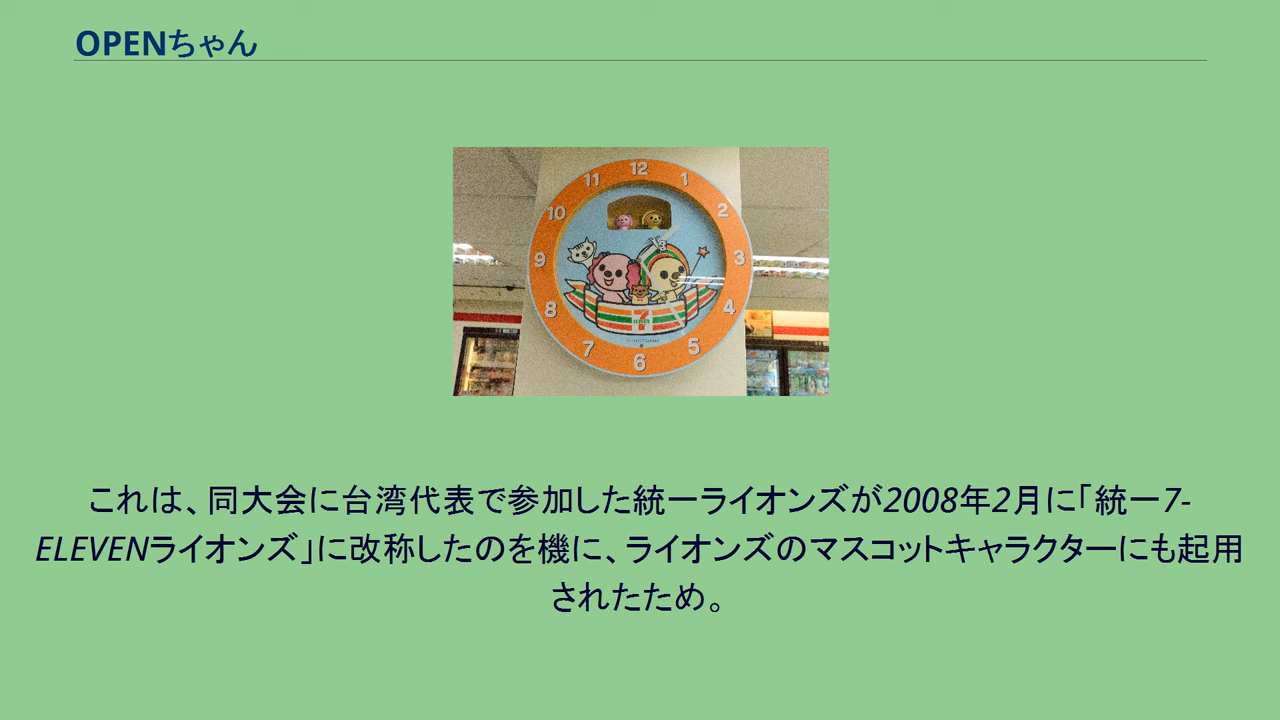 OPENちゃん
12
11
1
10
2
9
3
8
4
7
5
6
7
ELEVEN
これは、同大会に台湾代表で参加した統一ライオンズが2008年2月に｢統一7-
ELEVENライオンズ｣に改称したのを機に、ライオンズのマスコットキャラクターにも起用
されたため。